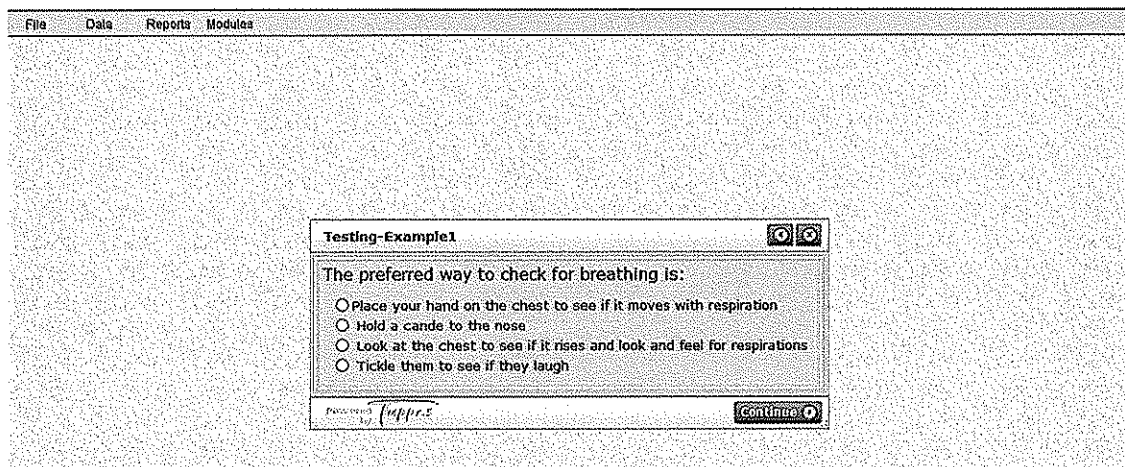 File Data Reports Modules
Testing-Example1
The preferred way to check for breathing is:
Place your hand on the chest to see if it moves with respiration
Hold a cande to the nose
Look at the chest to see if it rises and look and feel for respirations
Tickle them to see if they laugh
Powered by
Continue